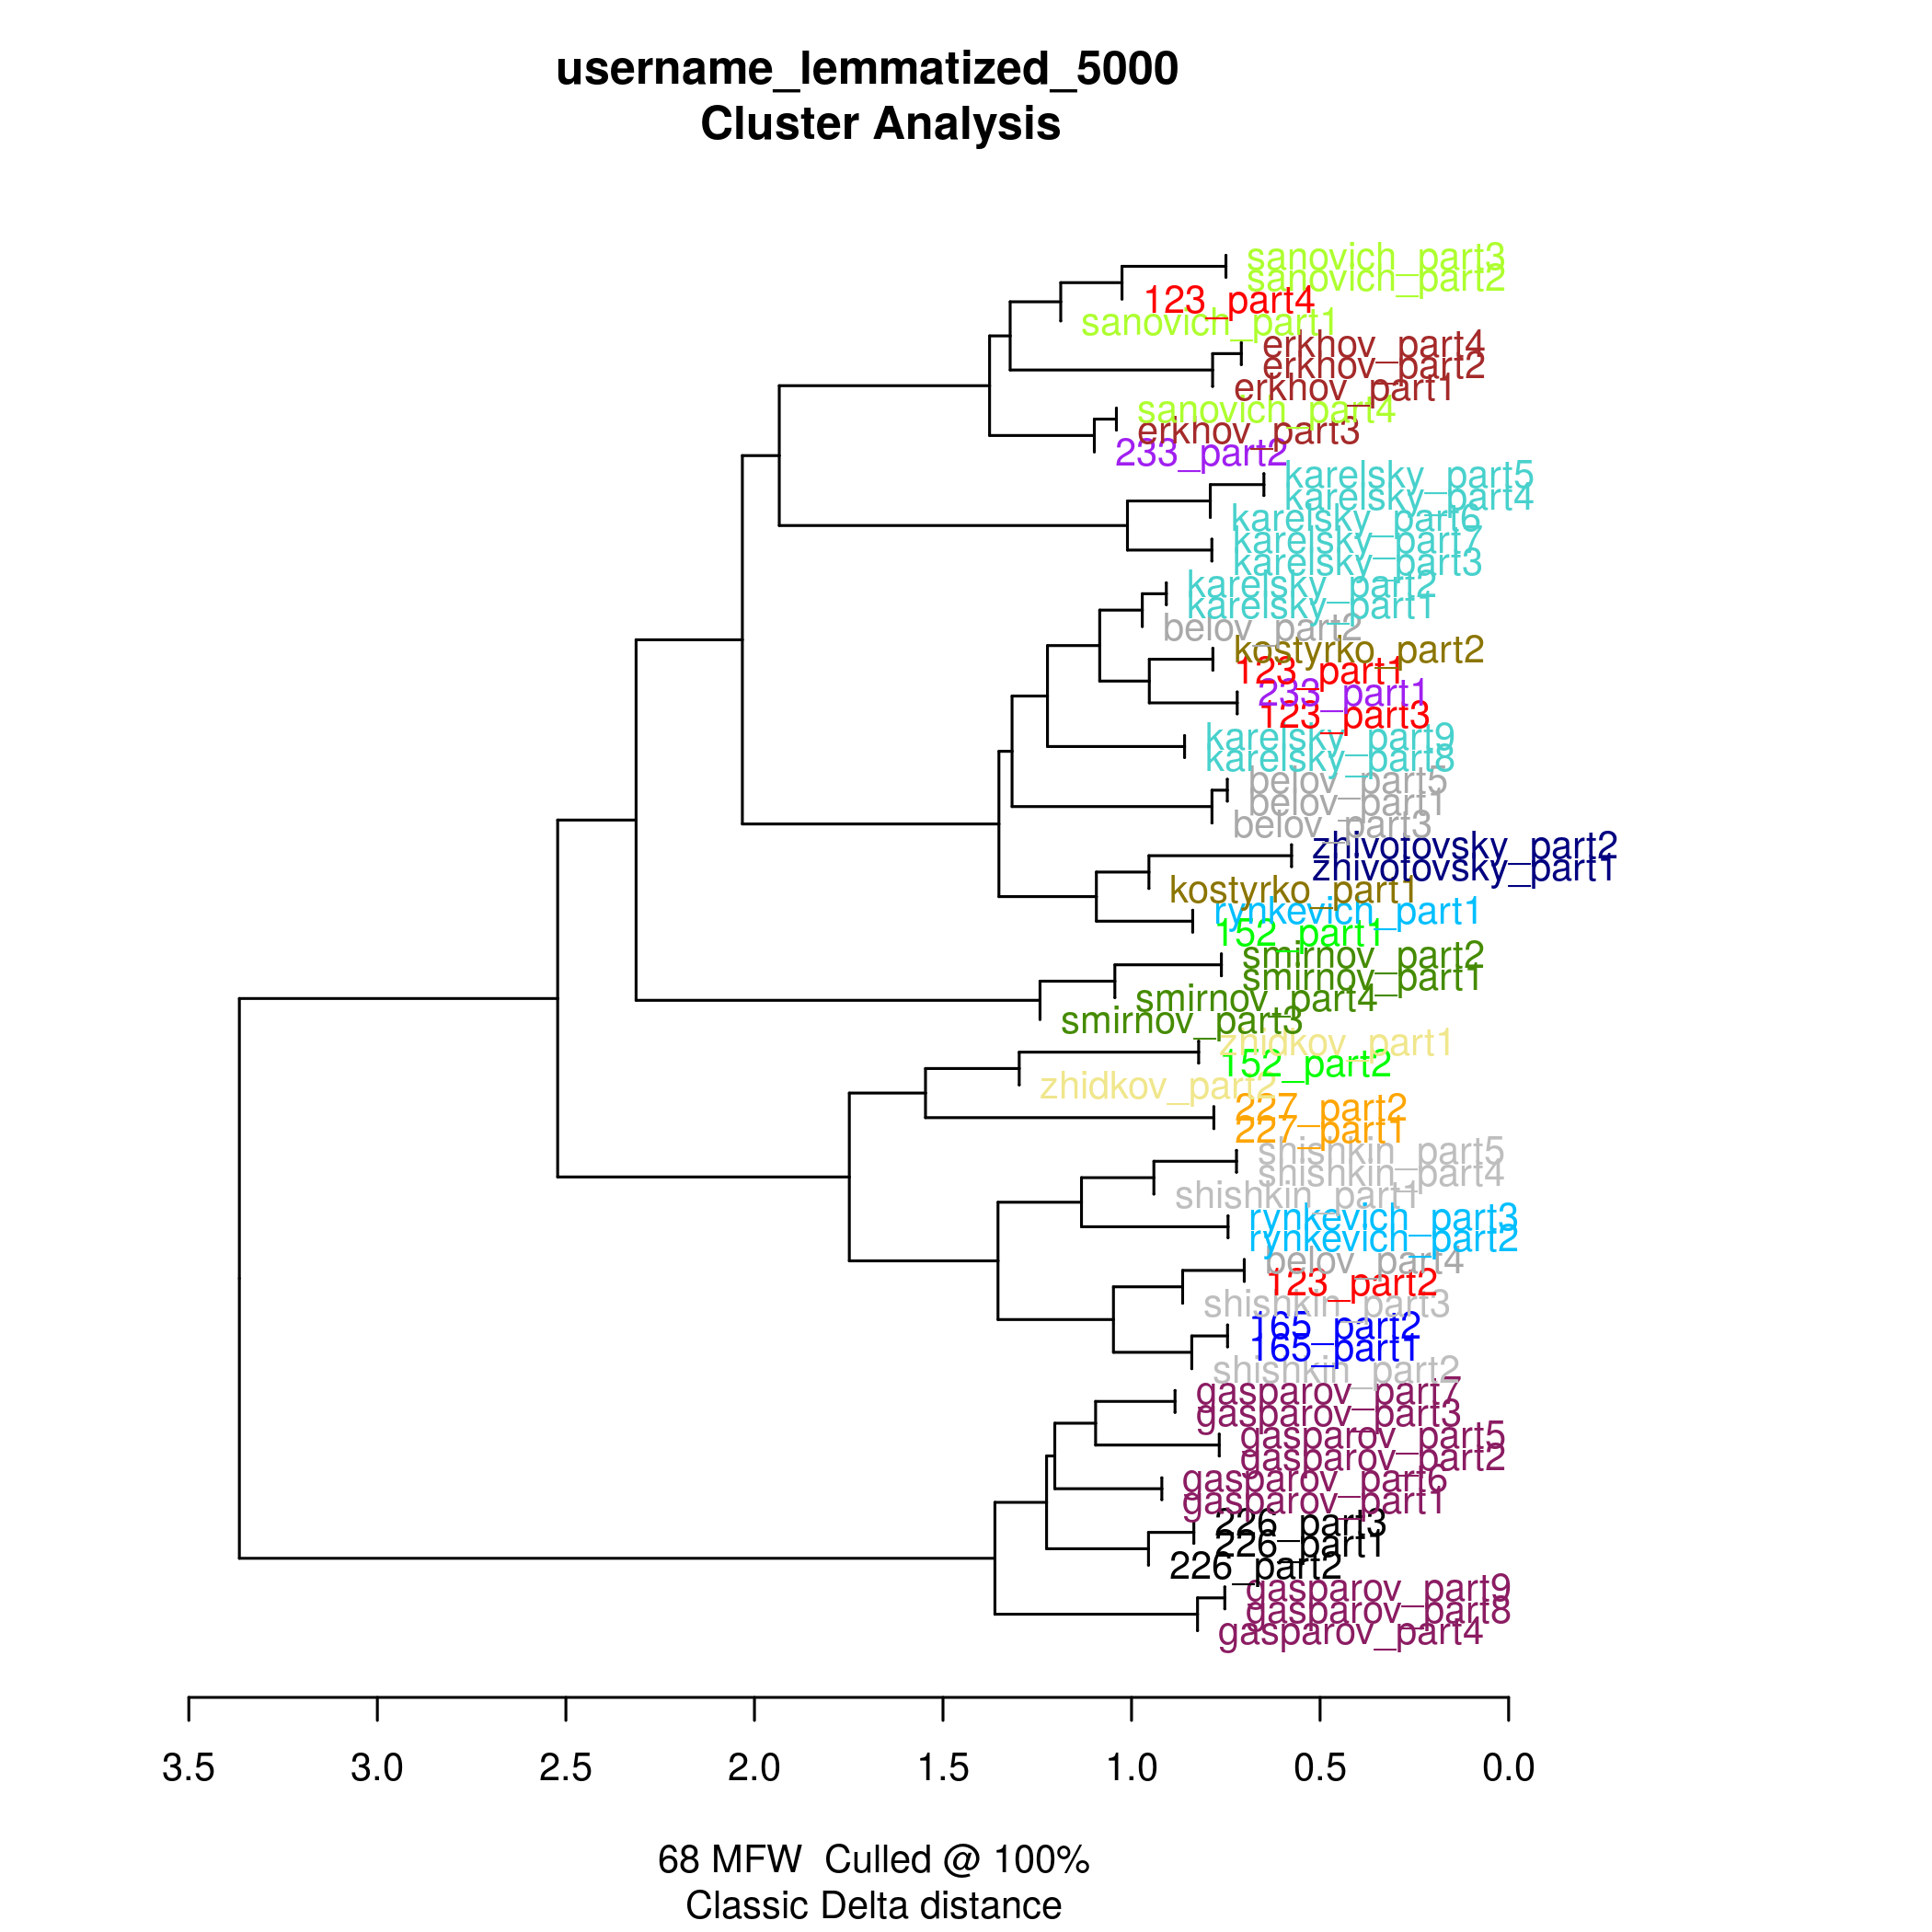 username_lemmatized_5000
Cluster Analysis
sanovich_part3
sanovich_part2
123_part4
sanovich_part1
erkhov_part4
erkhov_part2
erkhov_part1
sanovich_part4
erkhov_part3
233_part2
karelsky_part5
karelsky_part4
karelsky_part6
karelsky_part7
karelsky_part3
karelsky_part2
karelsky_part1
belov_part2
kostyrko_part2
123_part1
233_part1
123_part3
karelsky_part9
karelsky_part8
belov_part5
belov_part1
belov_part3
zhivotovsky_part2
zhivotovsky_part1
kostyrko_part1
rynkevich_part1
152_part1
smirnov_part2
smirnov_part1
smirnov_part4
smirnov_part3
zhidkov_part1
152_part2
zhidkov_part2
227_part2
227_part1
shishkin_part5
shishkin_part4
shishkin_part1
rynkevich_part3
rynkevich_part2
belov_part4
123_part2
shishkin_part3
165_part2
165_part1
shishkin_part2
gasparov_part7
gasparov_part3
gasparov_part5
gasparov_part2
gasparov_part6
gasparov_part1
226_part3
226_part1
226_part2
gasparov_part9
gasparov_part8
gasparov_part4
3.5 3.0 2.5 2.0 1.5 1.0 0.5 0.0
68 MFW  Culled @ 100%
Classic Delta distance